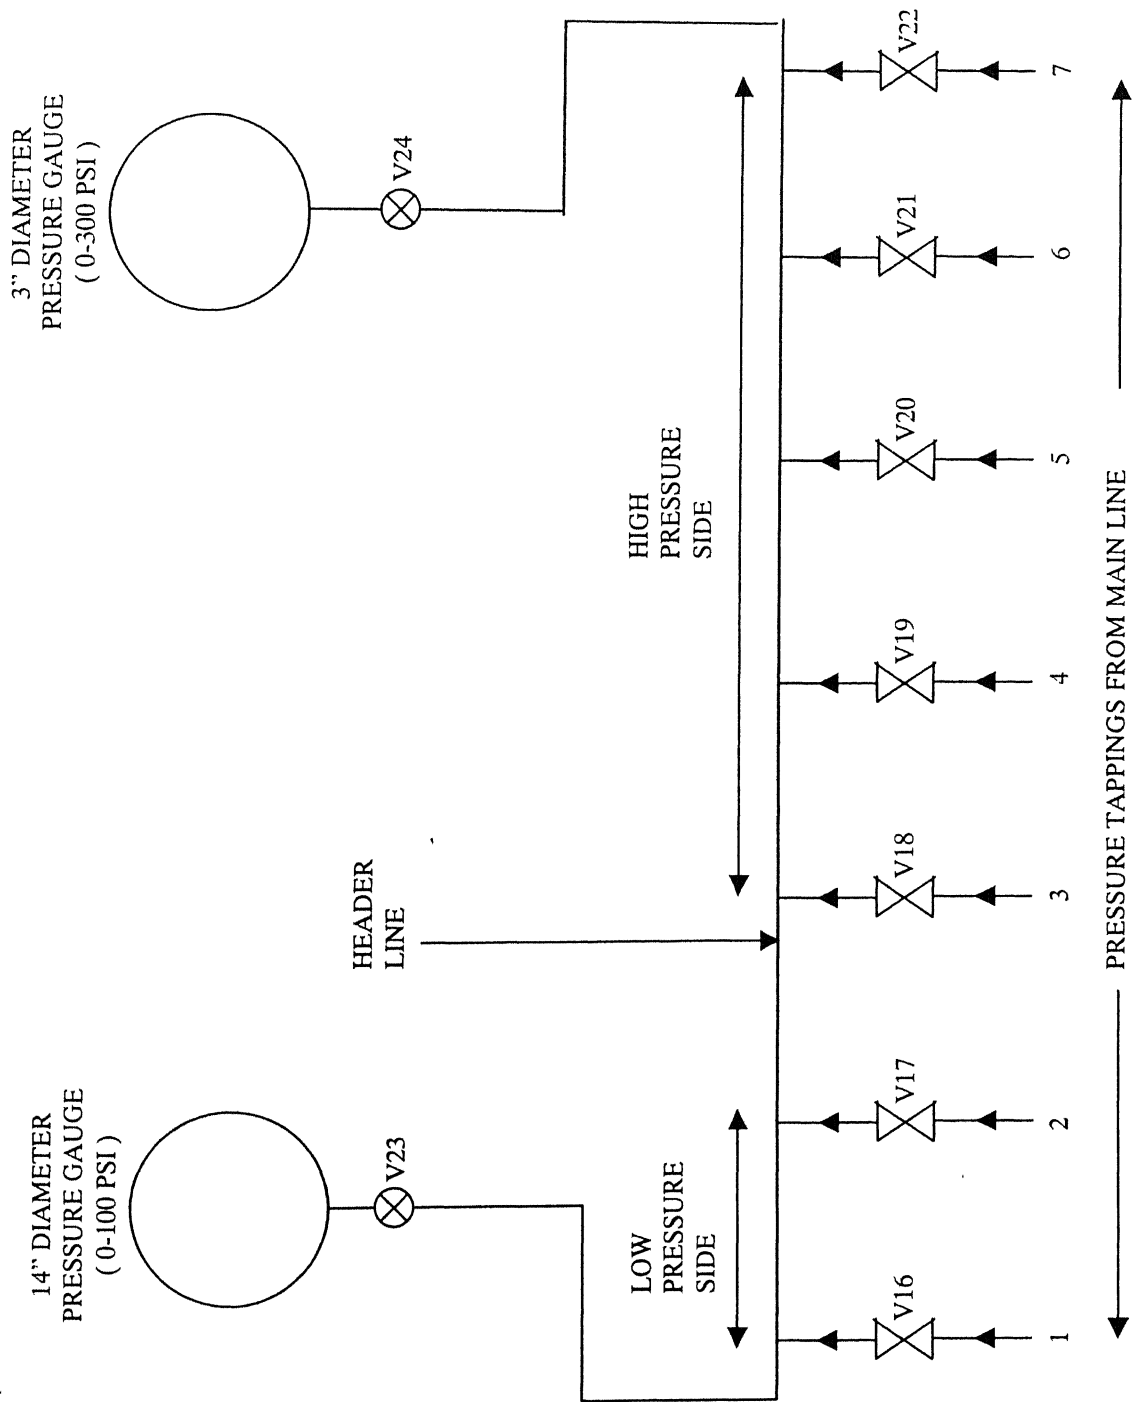 14” DIAMETER
PRESSURE GAUGE
( 0-100 PSI )
3” DIAMETER
PRESSURE GAUGE
( 0-300 PSI )
HEADER
LINE
V23
V24
LOW
PRESSURE
SIDE
HIGH
PRESSURE
SIDE
V16
V17
V18
V19
V20
V21
V22
1
2
3
4
5
6
7
PRESSURE TAPPINGS FROM MAIN LINE